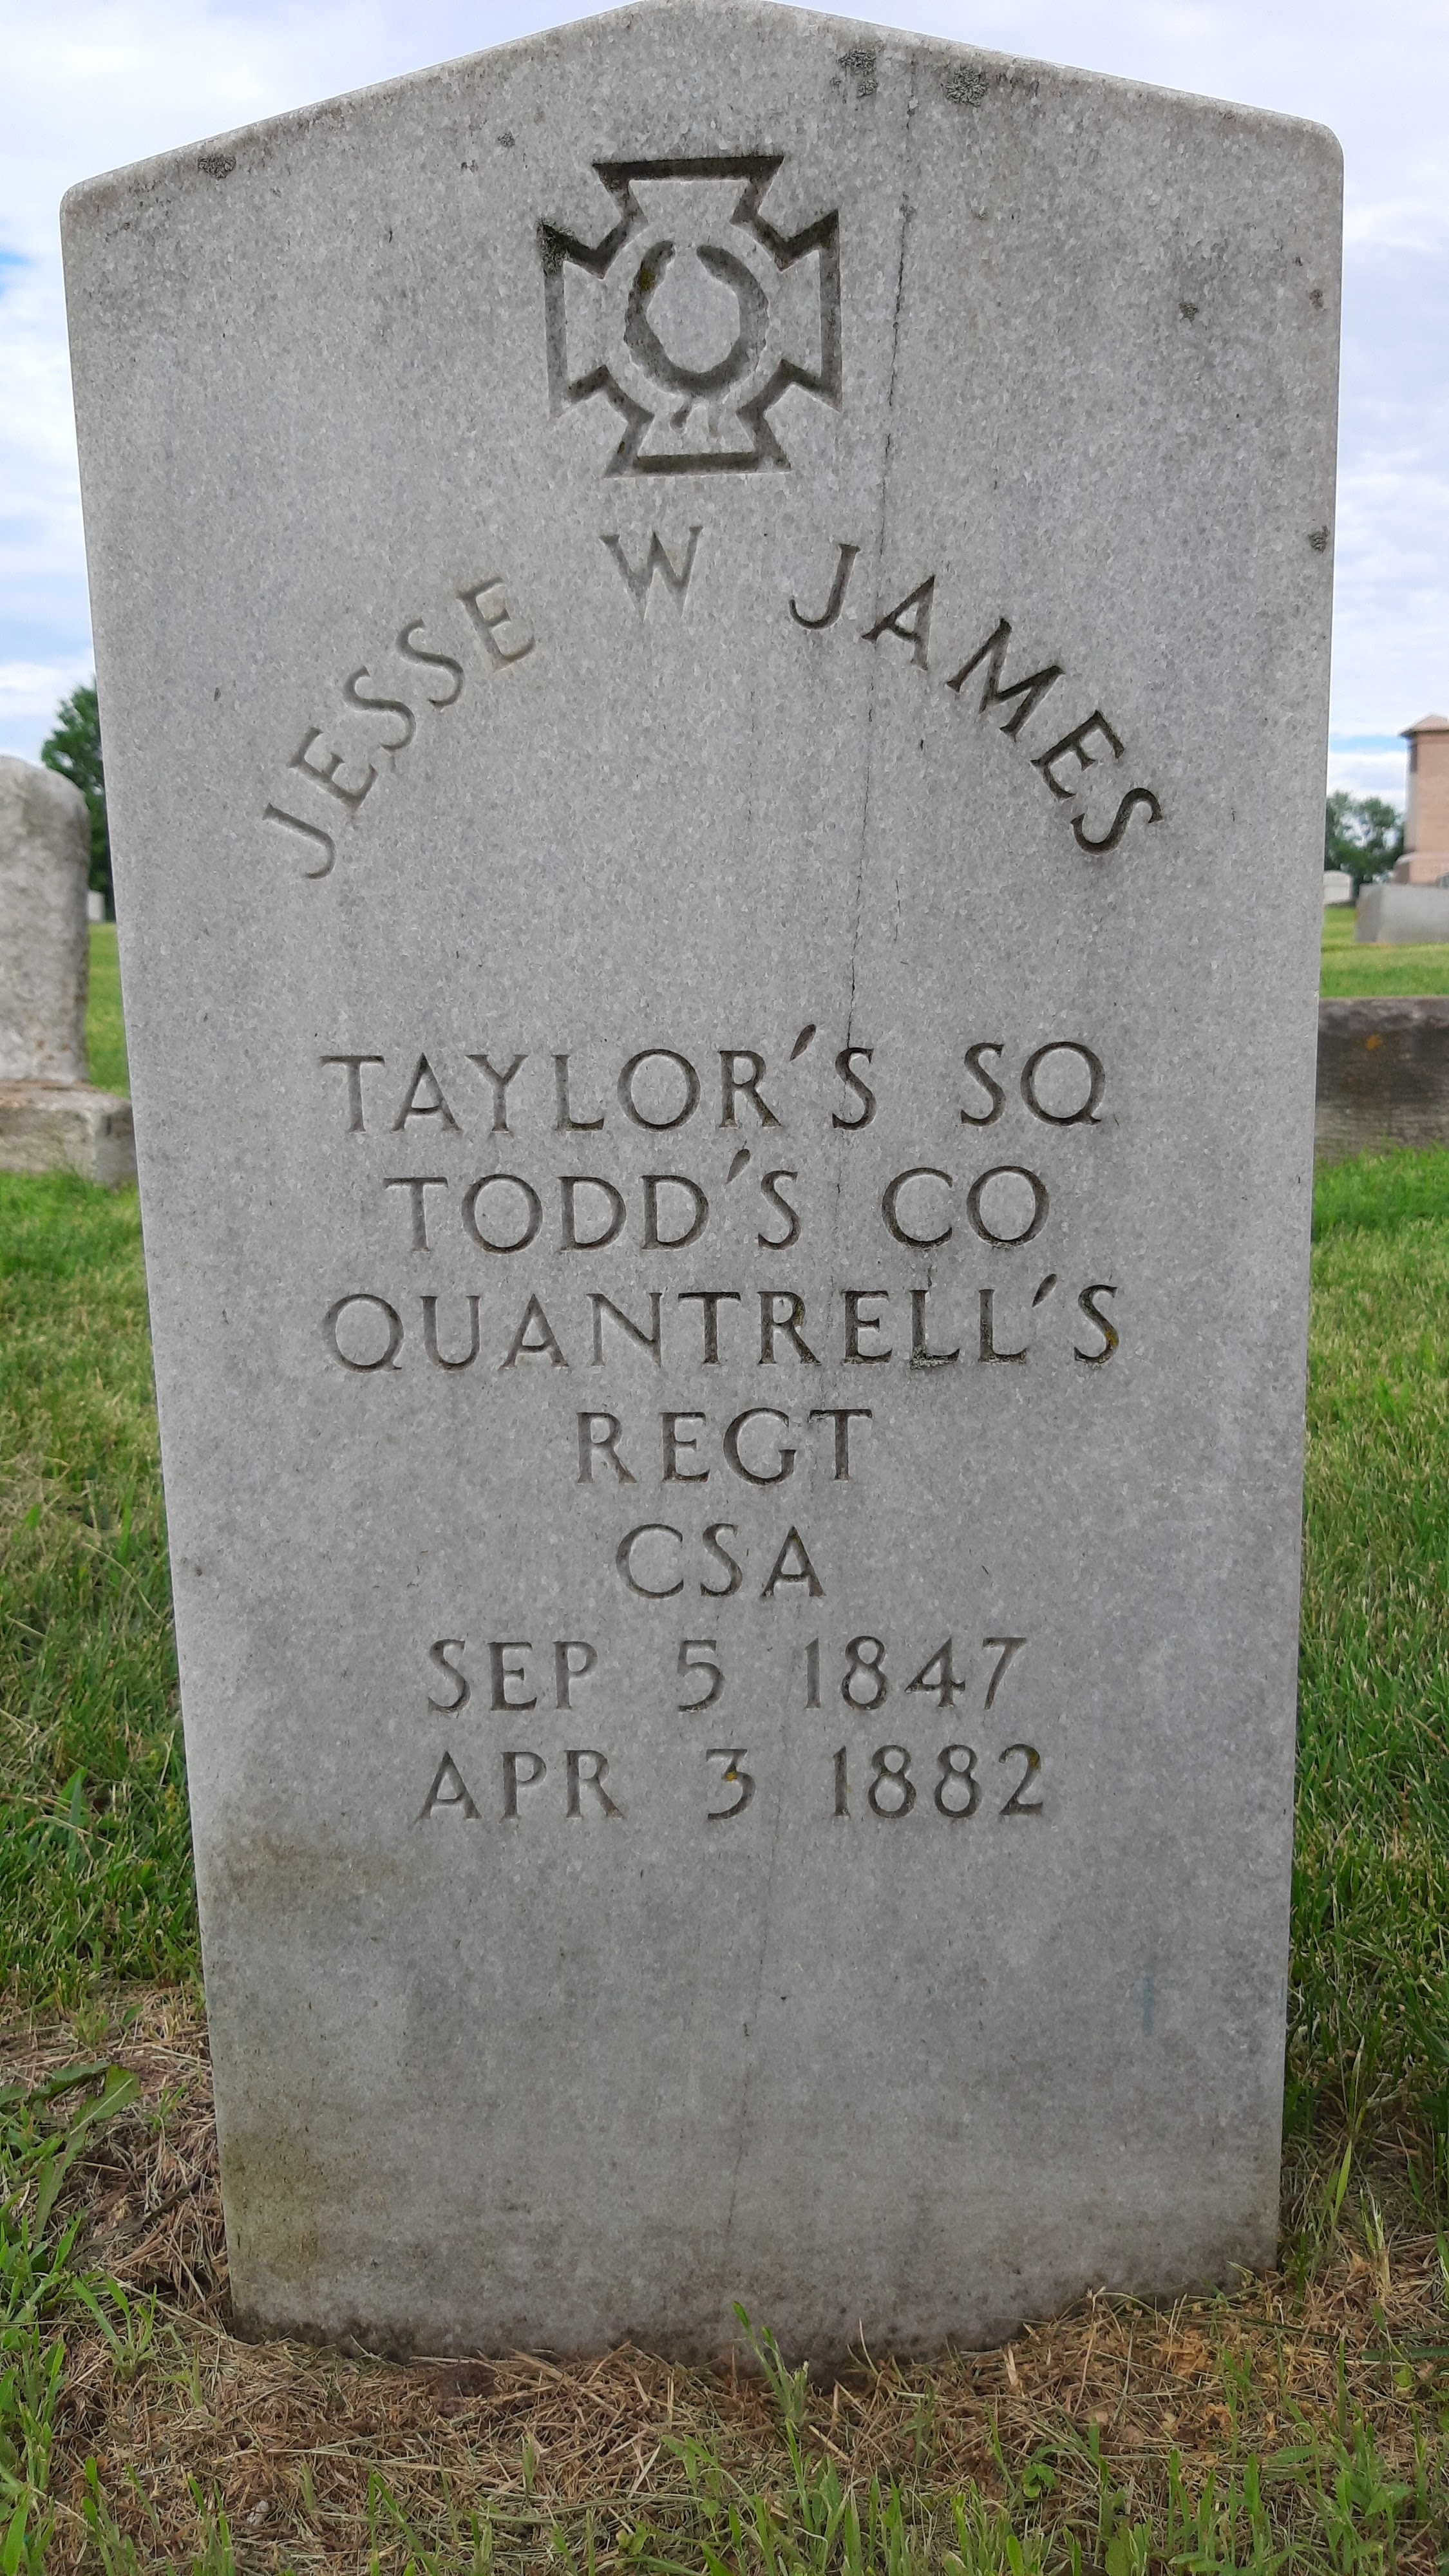 JESSE W JAMES
TAYLOR'S SQ
TODD'S CO
QUANTRELL'S
REGT
CSA
SEP 5 1847
APR 3 1882